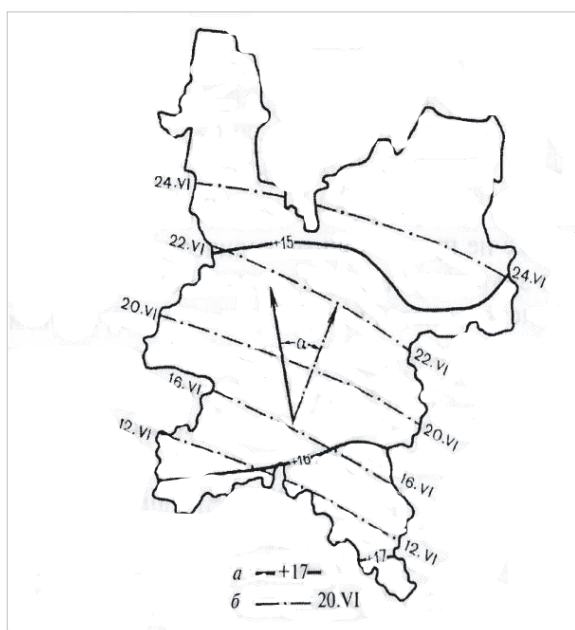 24.VI
+15
22.VI
24.VI
20.VI
α
22.VI
16.VI
20.VI
12.VI
+16
16.VI
12.VI
+17
а +17
б 20.VI